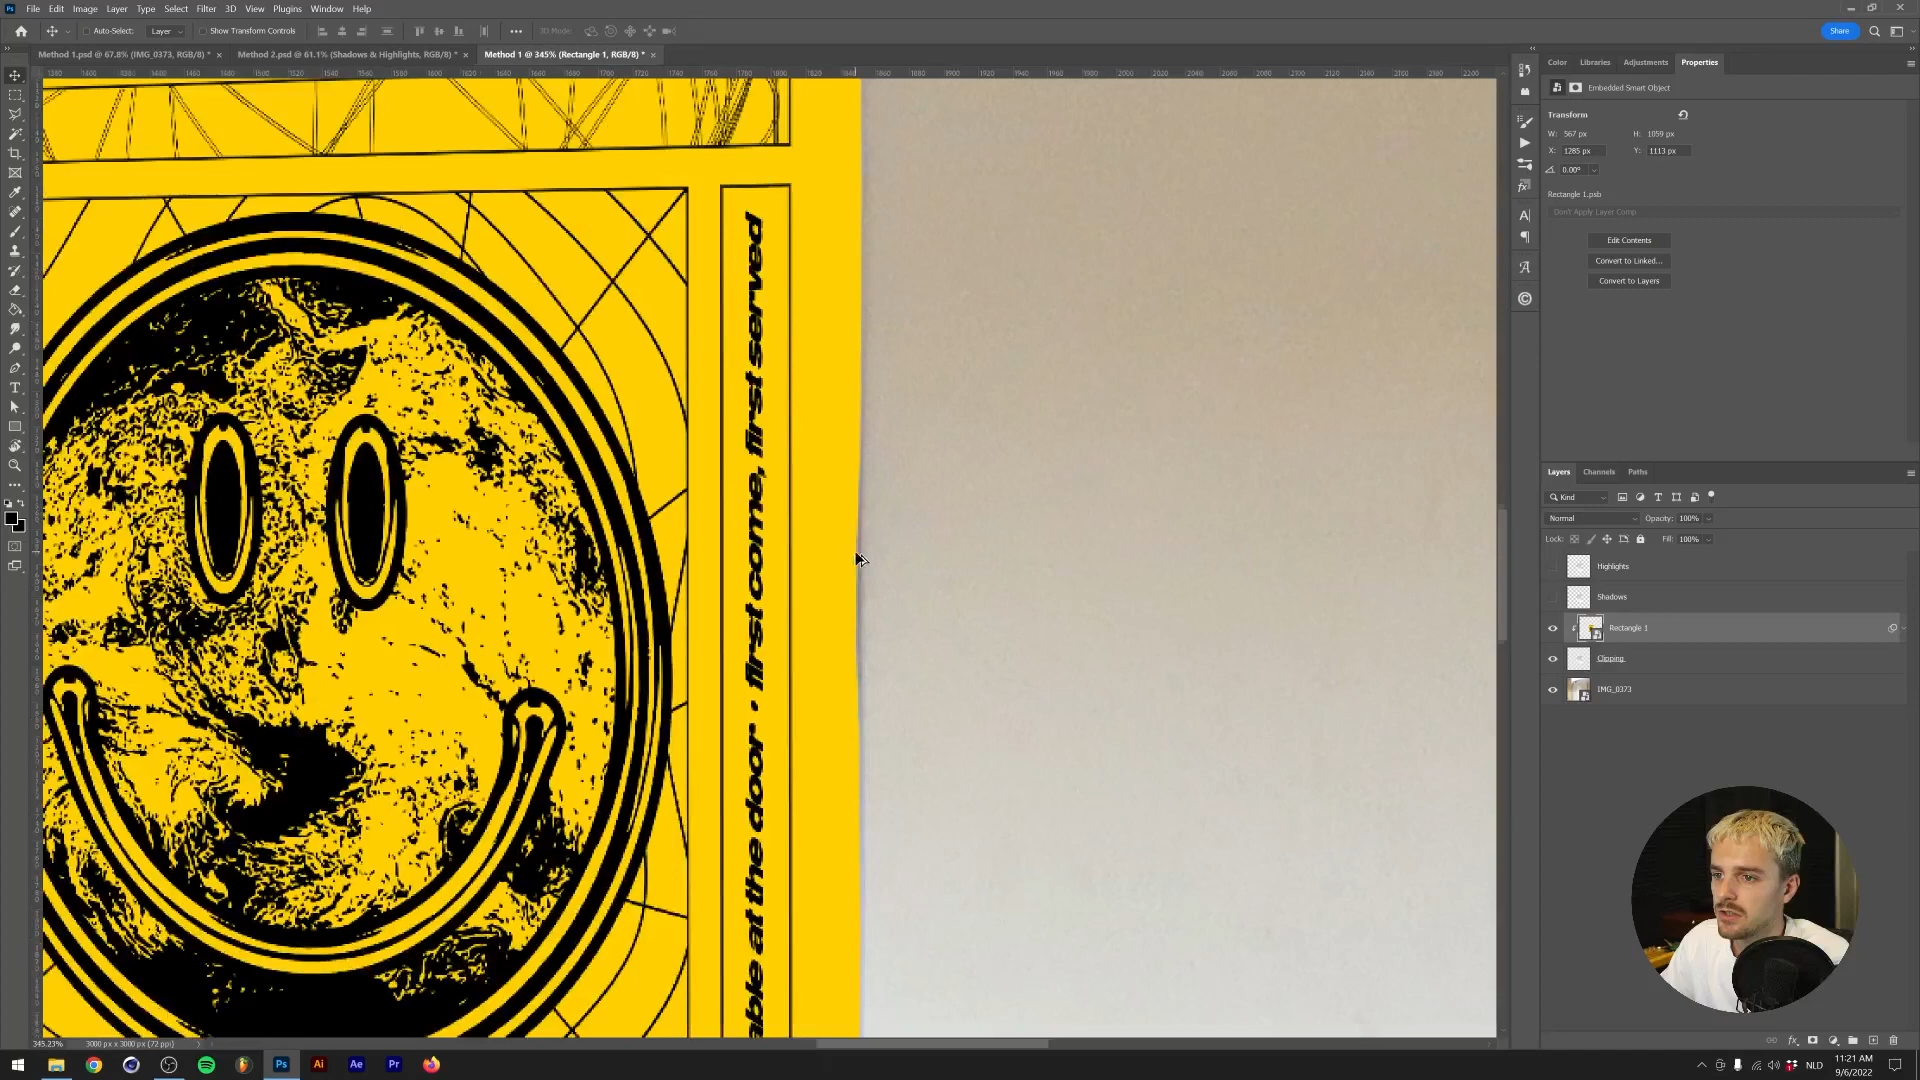 File Edit Image Layer Type Select Filter 3D View Plugins Window Help
Auto-Select: Layer Show Transform Controls 3D Mode: Share
Method 1.psd @ 67.8% (IMG_0373, RGB/8) * Method 2.psd @ 61.1% (Shadows & Highlights, RGB/8) * Method 1 @ 345% (Rectangle 1, RGB/8) *
Color Libraries Adjustments Properties
Embedded Smart Object
Transform
W: 567 px H: 1059 px
X: 1285 px Y: 1113 px
0.00°
Rectangle 1.psb
Don't Apply Layer Comp
Edit Contents
Convert to Linked...
Convert to Layers
able at the door • first come, first served
Layers Channels Paths
Kind
Normal Opacity: 100%
Lock: Fill: 100%
Highlights
Shadows
Rectangle 1
Clipping
IMG_0373
345.23% 3000 px x 3000 px (72 ppi)
NLD
11:21 AM
9/6/2022